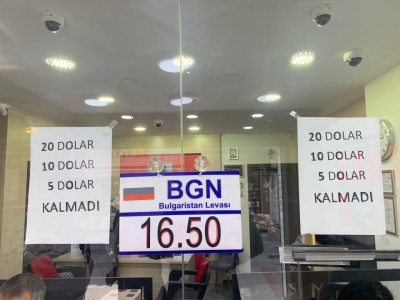 20 DOLAR
10 DOLAR
5 DOLAR
KALMADI
BGN
Bulgaristan Levası
16.50
20 DOLAR
10 DOLAR
5 DOLAR
KALMADI